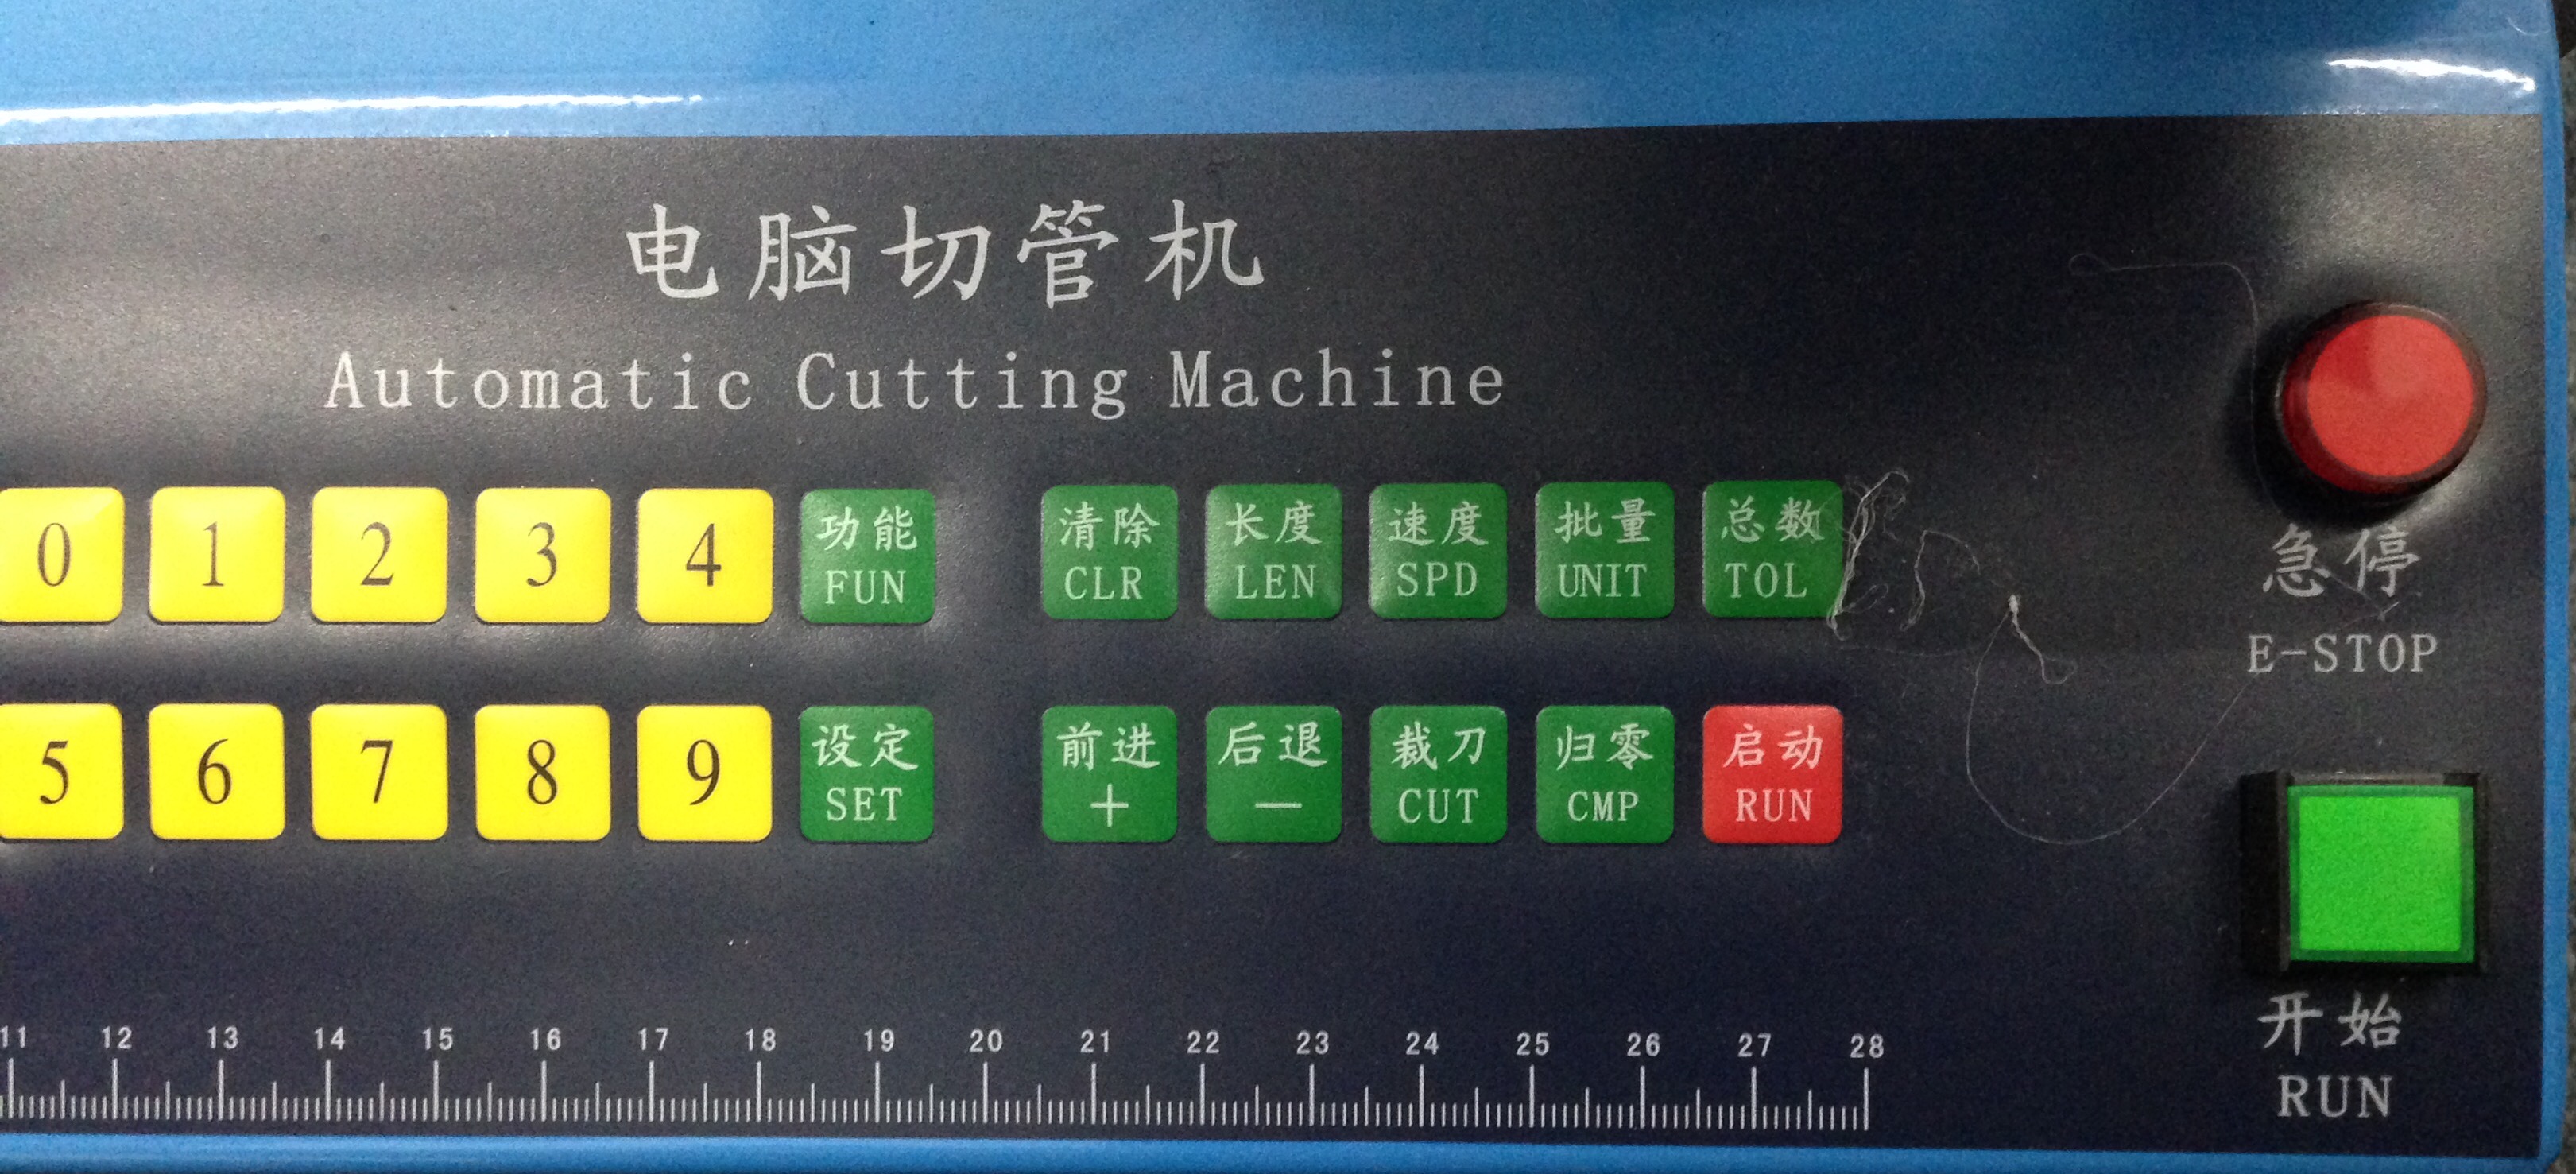 电脑切管机
Automatic Cutting Machine
0 1 2 3 4 功能 FUN 清除 CLR 长度 LEN 速度 SPD 批量 UNIT 总数 TOL
急停
E-STOP
5 6 7 8 9 设定 SET 前进 + 后退 — 裁刀 CUT 归零 CMP 启动 RUN
开始
RUN
11 12 13 14 15 16 17 18 19 20 21 22 23 24 25 26 27 28